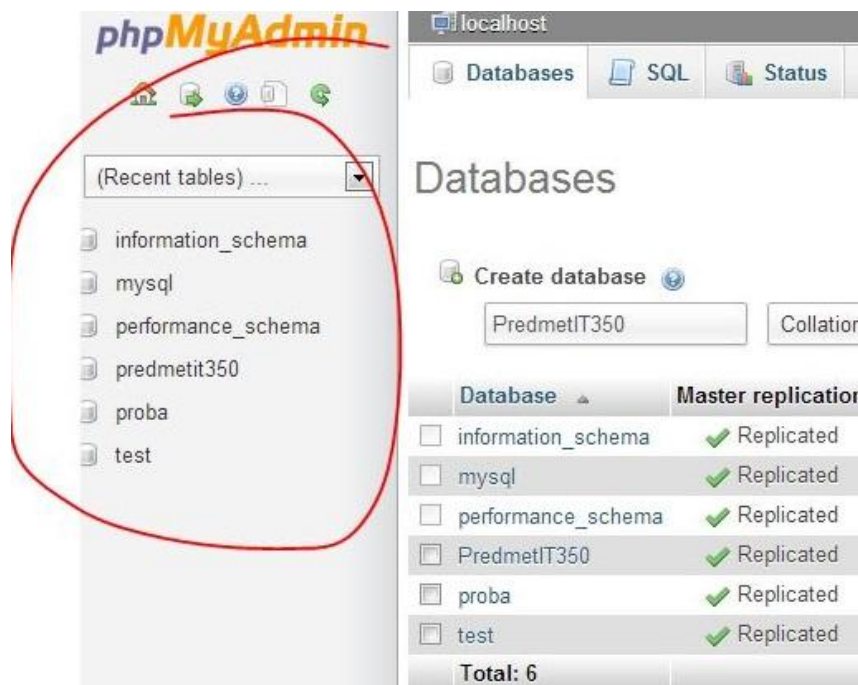 phpMyAdmin
(Recent tables) ...
information_schema
mysql
performance_schema
predmetit350
proba
test
localhost
Databases SQL Status
Databases
Create database
PredmetIT350 Collation
Database Master replication
information_schema Replicated
mysql Replicated
performance_schema Replicated
PredmetIT350 Replicated
proba Replicated
test Replicated
Total: 6